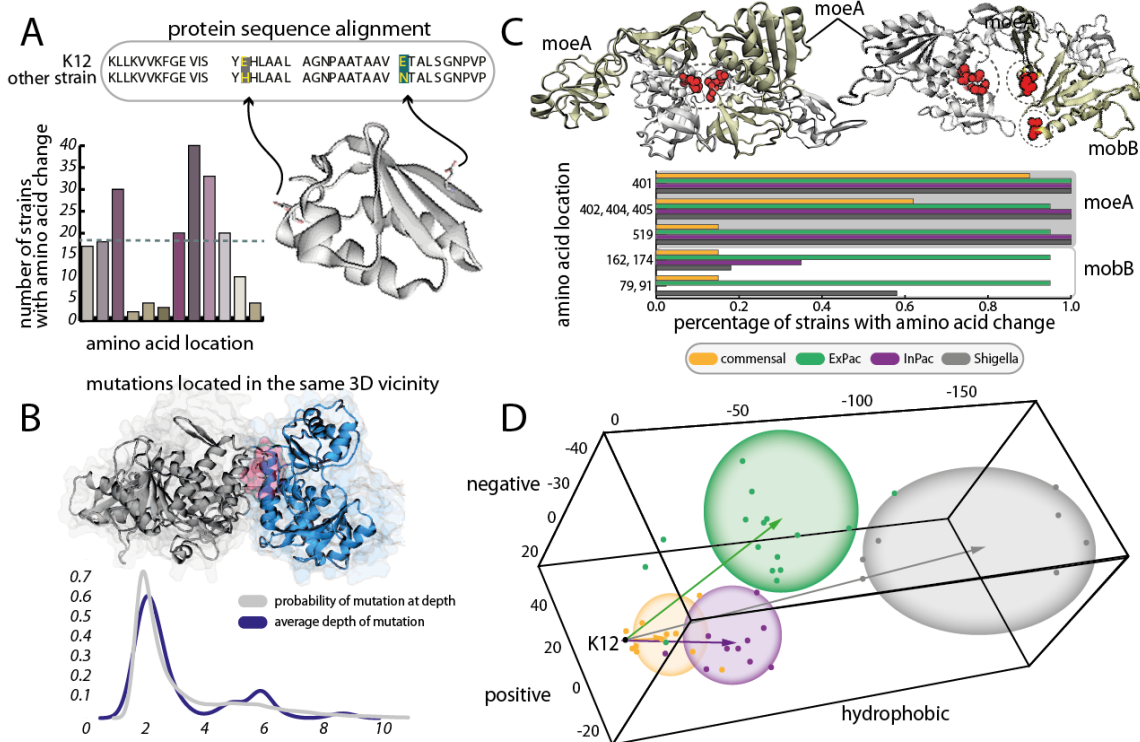 A
protein sequence alignment
K12 KLLKVVKFGE VIS YEHLAAL AGNPAATAAV ETALSGNPVP
other strain KLLKVVKFGE VIS YHHLAAL AGNPAATAAV NTALSGNPVP
number of strains
with amino acid change
40
35
30
25
20
15
10
5
0
amino acid location
mutations located in the same 3D vicinity
B
0.7
0.6
0.5
0.4
0.3
0.2
0.1
probability of mutation at depth
average depth of mutation
0 2 4 6 8 10
C
moeA
moeA
moeA
mobB
amino acid location
401
402, 404, 405
519
162, 174
79, 91
moeA
mobB
0.0 0.2 0.4 0.6 0.8 1.0
percentage of strains with amino acid change
commensal ExPac InPac Shigella
D
0 -50 -100 -150
-40
negative -30
0
20
40
K12
20
positive 0
-20
hydrophobic